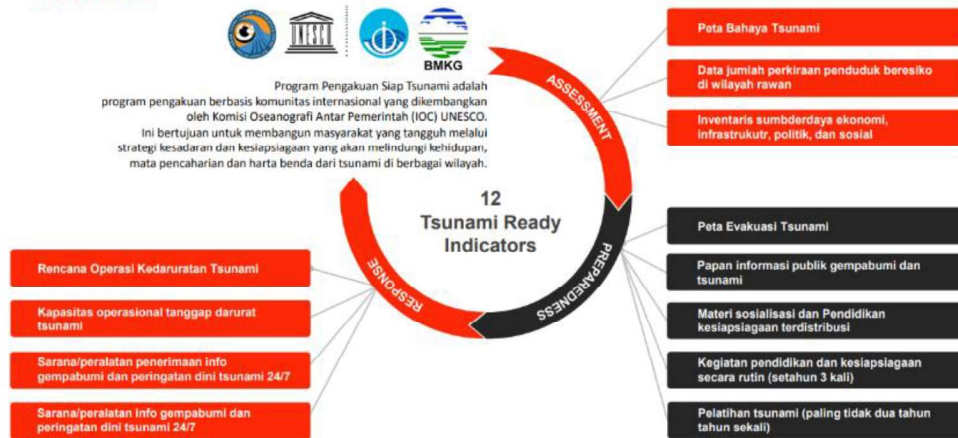 UNESCO
BMKG
Program Pengakuan Siap Tsunami adalah
program pengakuan berbasis komunitas internasional yang dikembangkan
oleh Komisi Oseanografi Antar Pemerintah (IOC) UNESCO.
Ini bertujuan untuk membangun masyarakat yang tangguh melalui
strategi kesadaran dan kesiapsiagaan yang akan melindungi kehidupan,
mata pencaharian dan harta benda dari tsunami di berbagai wilayah.
12
Tsunami Ready
Indicators
ASSESSMENT
Peta Bahaya Tsunami
Data jumlah perkiraan penduduk beresiko
di wilayah rawan
Inventaris sumbderdaya ekonomi,
infrastrukutr, politik, dan sosial
PREPAREDNESS
Peta Evakuasi Tsunami
Papan informasi publik gempabumi dan
tsunami
Materi sosialisasi dan Pendidikan
kesiapsiagaan terdistribusi
Kegiatan pendidikan dan kesiapsiagaan
secara rutin (setahun 3 kali)
Pelatihan tsunami (paling tidak dua tahun
tahun sekali)
RESPONSE
Rencana Operasi Kedaruratan Tsunami
Kapasitas operasional tanggap darurat
tsunami
Sarana/peralatan penerimaan info
gempabumi dan peringatan dini tsunami 24/7
Sarana/peralatan info gempabumi dan
peringatan dini tsunami 24/7